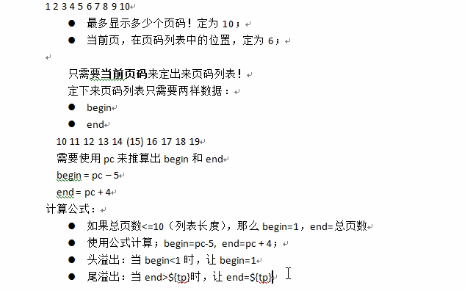 1 2 3 4 5 6 7 8 9 10
● 最多显示多少个页码！定为 10；
● 当前页，在页码列表中的位置，定为 6；
只需要当前页码来定出来页码列表！
定下来页码列表只需要两样数据：
● begin
● end
10 11 12 13 14 (15) 16 17 18 19
需要使用 pc 来推算出 begin 和 end
begin = pc – 5
end = pc + 4
计算公式：
● 如果总页数<=10（列表长度），那么 begin=1，end=总页数
● 使用公式计算；begin=pc-5, end=pc + 4；
● 头溢出：当 begin<1 时，让 begin=1
● 尾溢出：当 end>${tp}时，让 end=${tp}